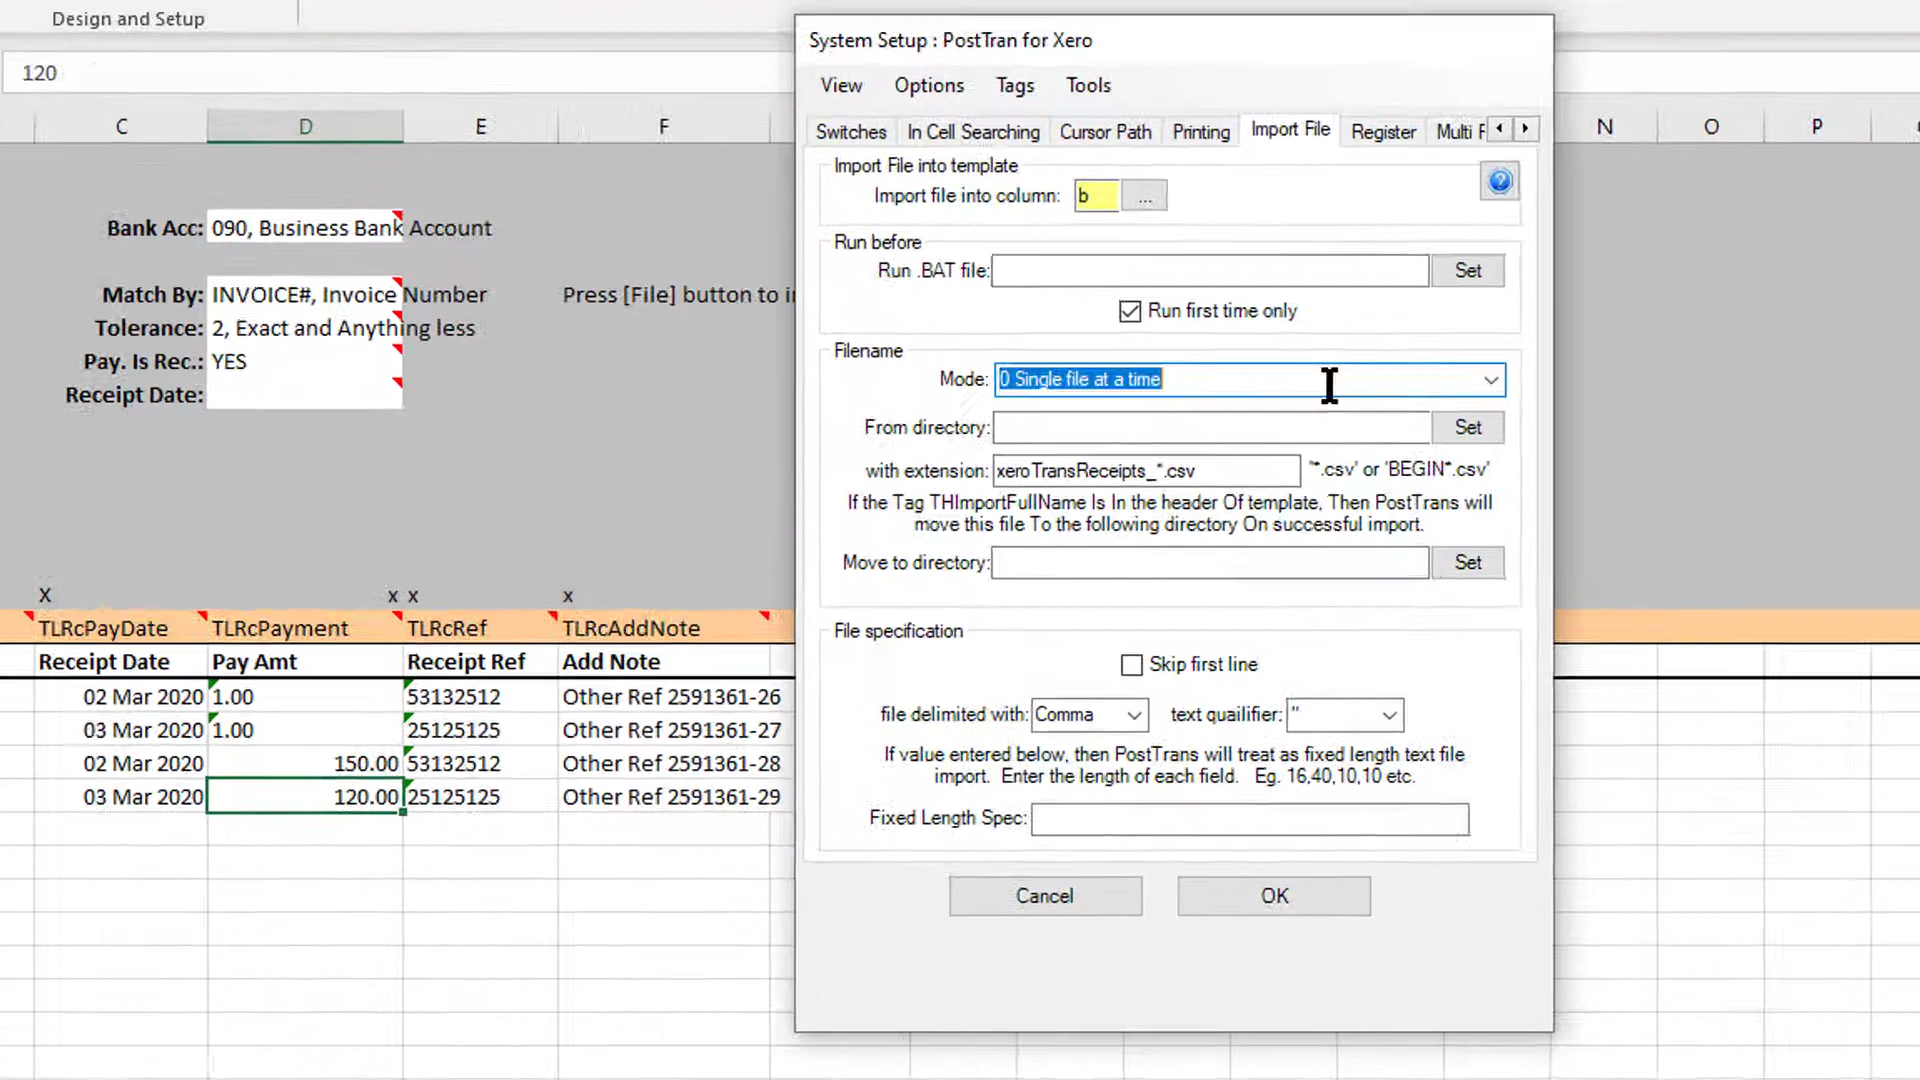 Design and Setup
120
C D E F N O P
Bank Acc: 090, Business Bank Account
Match By: INVOICE#, Invoice Number Press [File] button to i
Tolerance: 2, Exact and Anything less
Pay. Is Rec.: YES
Receipt Date:
X x x x
TLRcPayDate TLRcPayment TLRcRef TLRcAddNote
Receipt Date Pay Amt Receipt Ref Add Note
02 Mar 2020 1.00 53132512 Other Ref 2591361-26
03 Mar 2020 1.00 25125125 Other Ref 2591361-27
02 Mar 2020 150.00 53132512 Other Ref 2591361-28
03 Mar 2020 120.00 25125125 Other Ref 2591361-29
System Setup : PostTran for Xero
View Options Tags Tools
Switches In Cell Searching Cursor Path Printing Import File Register Multi F
Import File into template
Import file into column: b ...
Run before
Run .BAT file: Set
Run first time only
Filename
Mode: 0 Single file at a time
From directory: Set
with extension: xeroTransReceipts_*.csv '*.csv' or 'BEGIN*.csv'
If the Tag THImportFullName Is In the header Of template, Then PostTrans will
move this file To the following directory On successful import.
Move to directory: Set
File specification
Skip first line
file delimited with: Comma text quailifier: "
If value entered below, then PostTrans will treat as fixed length text file
import. Enter the length of each field. Eg. 16,40,10,10 etc.
Fixed Length Spec:
Cancel OK